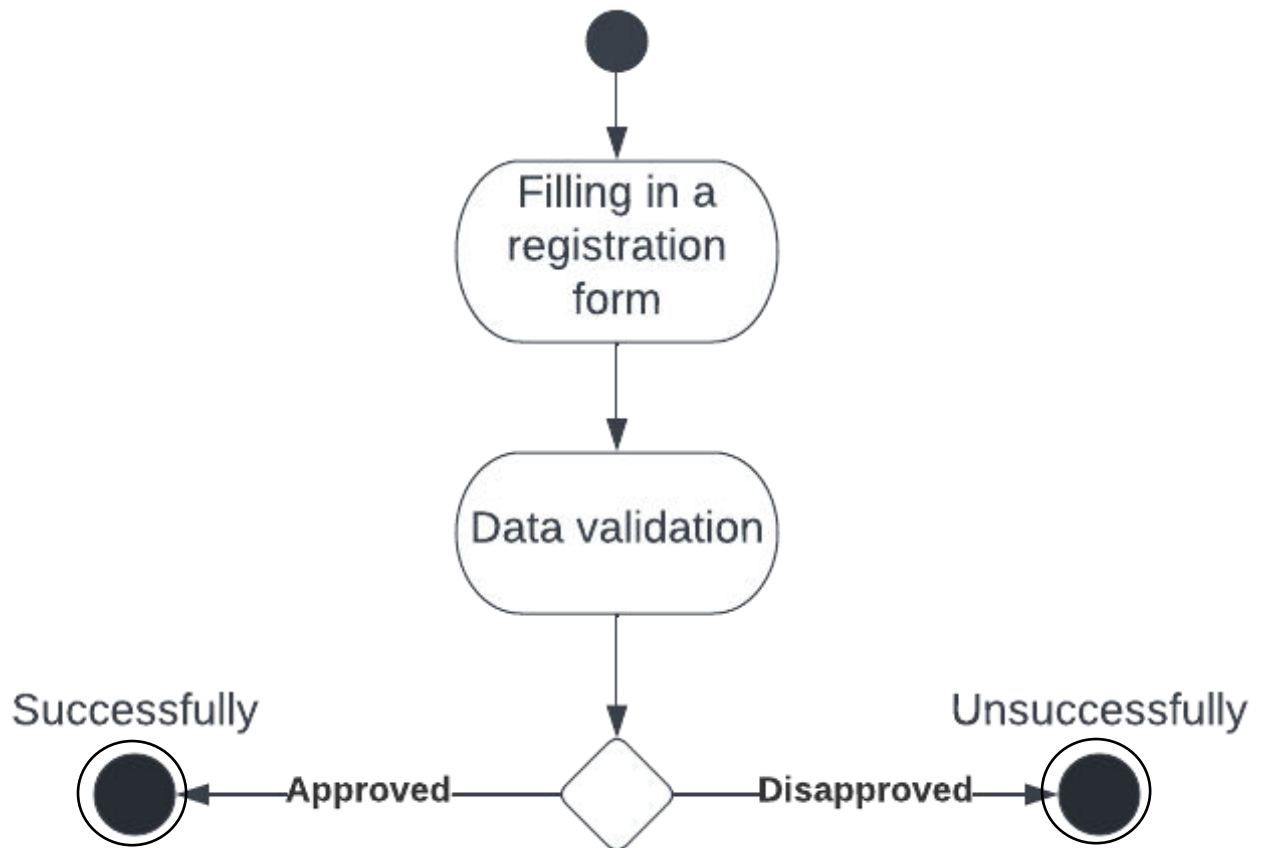 Filling in a
registration
form
Data validation
Successfully
Unsuccessfully
Approved
Disapproved